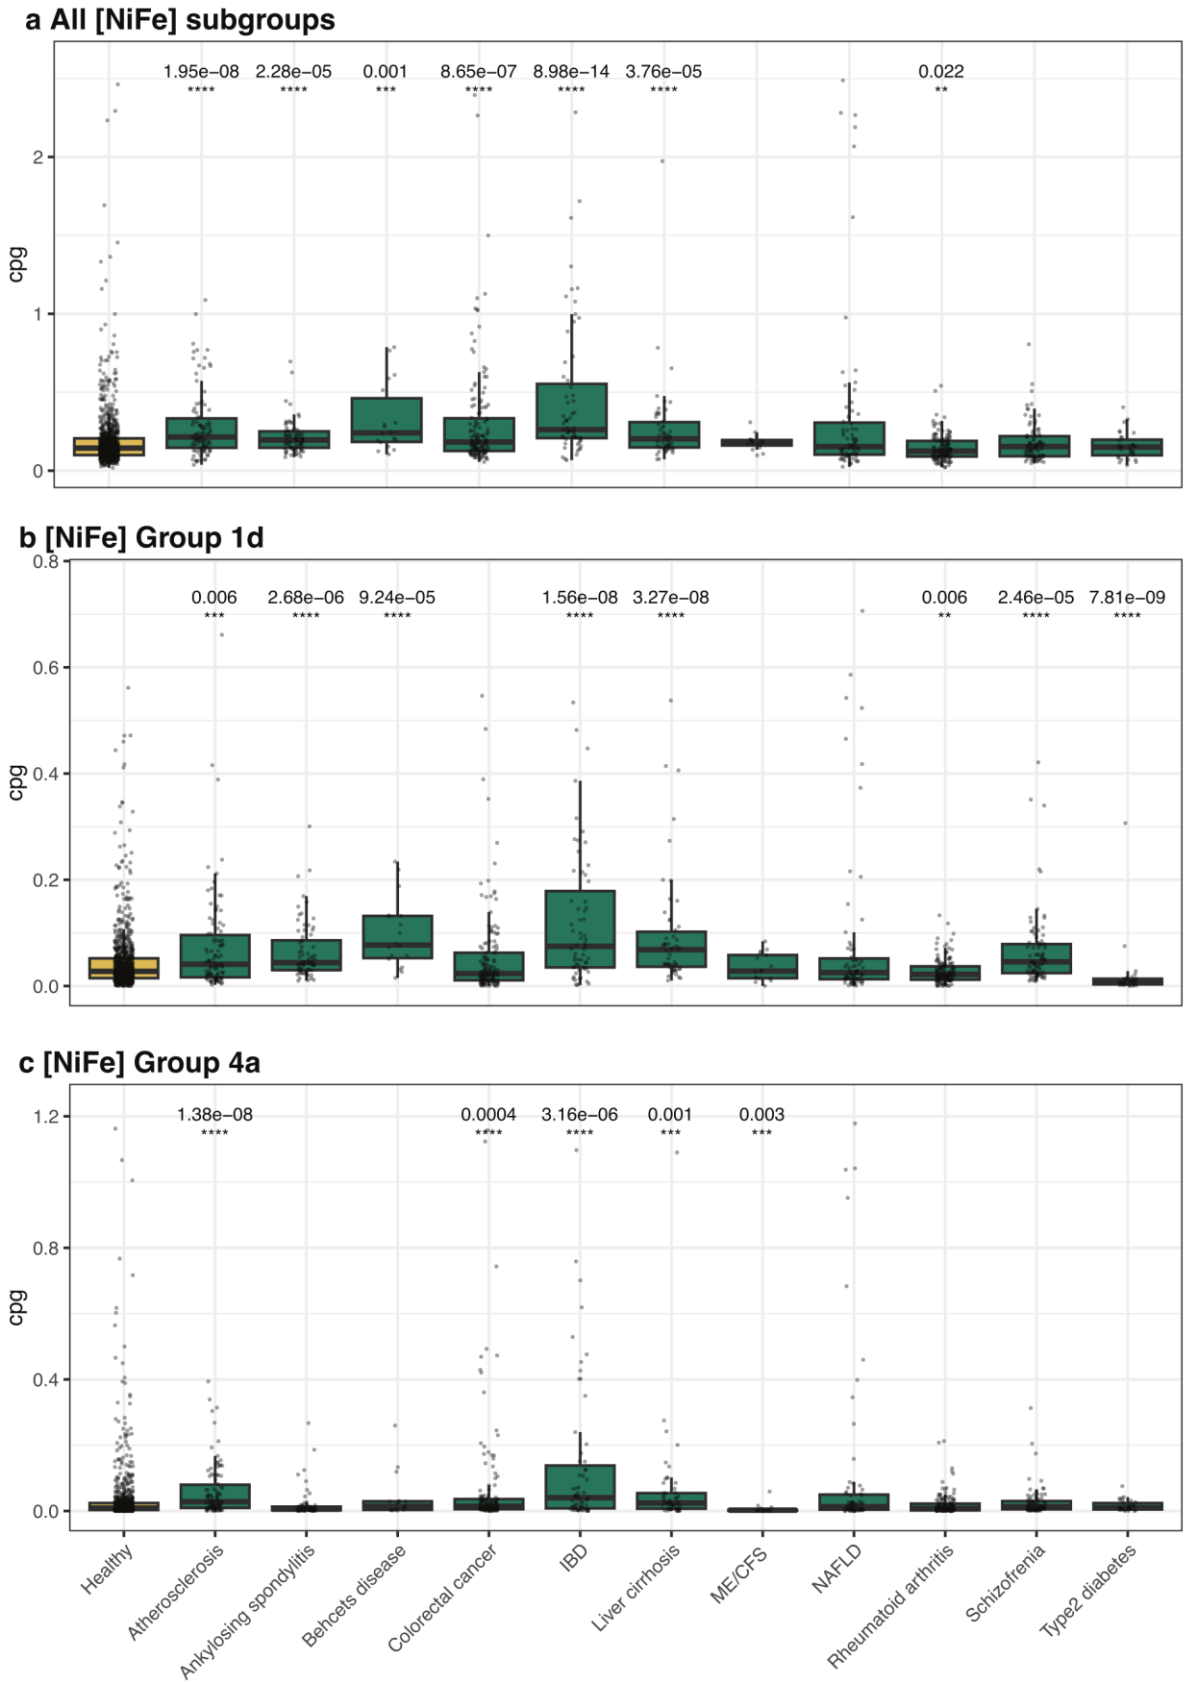 a All [NiFe] subgroups
1.95e−08 2.28e−05 0.001 8.65e−07 8.98e−14 3.76e−05 0.022
**** **** *** **** **** **** **
2
1
0
cpg
b [NiFe] Group 1d
0.8
0.006 2.68e−06 9.24e−05 1.56e−08 3.27e−08 0.006 2.46e−05 7.81e−09
*** **** **** **** **** ** **** ****
0.6
0.4
0.2
0.0
cpg
c [NiFe] Group 4a
1.2
1.38e−08 0.0004 3.16e−06 0.001 0.003
**** **** **** *** ***
0.8
0.4
0.0
cpg
Healthy
Atherosclerosis
Ankylosing spondylitis
Behcets disease
Colorectal cancer
IBD
Liver cirrhosis
ME/CFS
NAFLD
Rheumatoid arthritis
Schizofrenia
Type2 diabetes